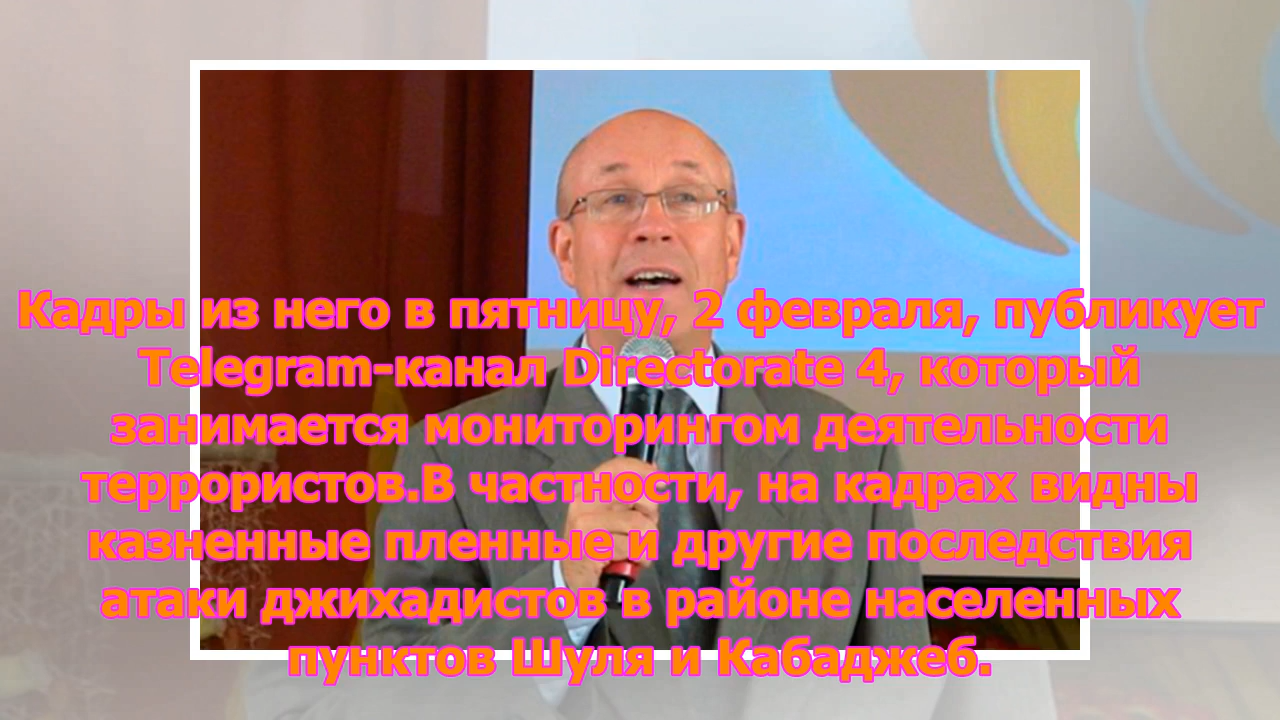 Кадры из него в пятницу, 2 февраля, публикует
Telegram-канал Directorate 4, который
занимается мониторингом деятельности
террористов.В частности, на кадрах видны
казненные пленные и другие последствия
атаки джихадистов в районе населенных
пунктов Шуля и Кабаджеб.